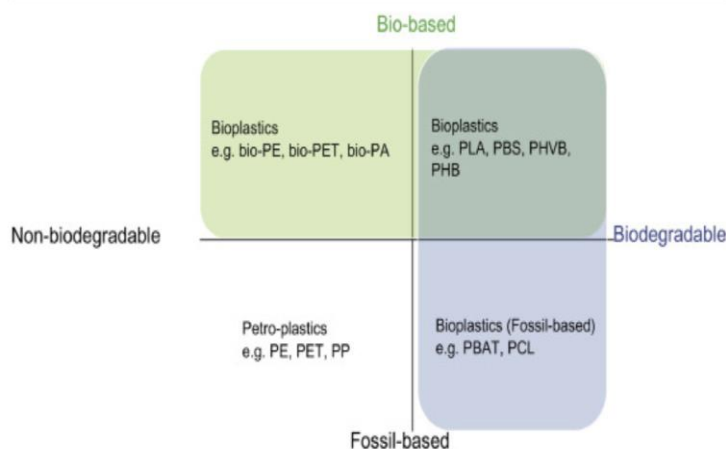 Bio-based
Bioplastics
e.g. bio-PE, bio-PET, bio-PA
Bioplastics
e.g. PLA, PBS, PHVB,
PHB
Non-biodegradable
Biodegradable
Petro-plastics
e.g. PE, PET, PP
Bioplastics (Fossil-based)
e.g. PBAT, PCL
Fossil-based